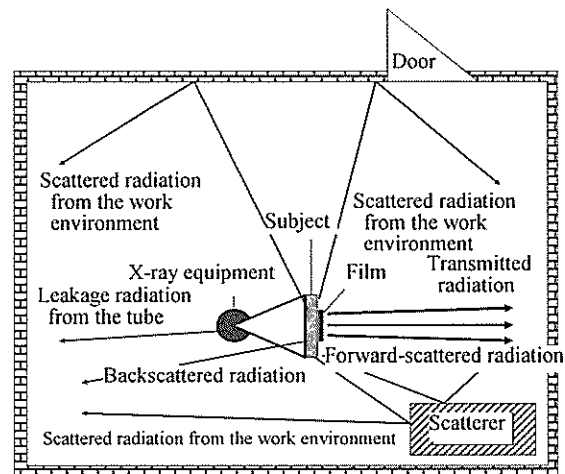 Door
Scattered radiation
from the work
environment
Scattered radiation
from the work
environment
Subject
X-ray equipment
Film
Transmitted
radiation
Leakage radiation
from the tube
Forward-scattered radiation
Backscattered radiation
Scatterer
Scattered radiation from the work environment